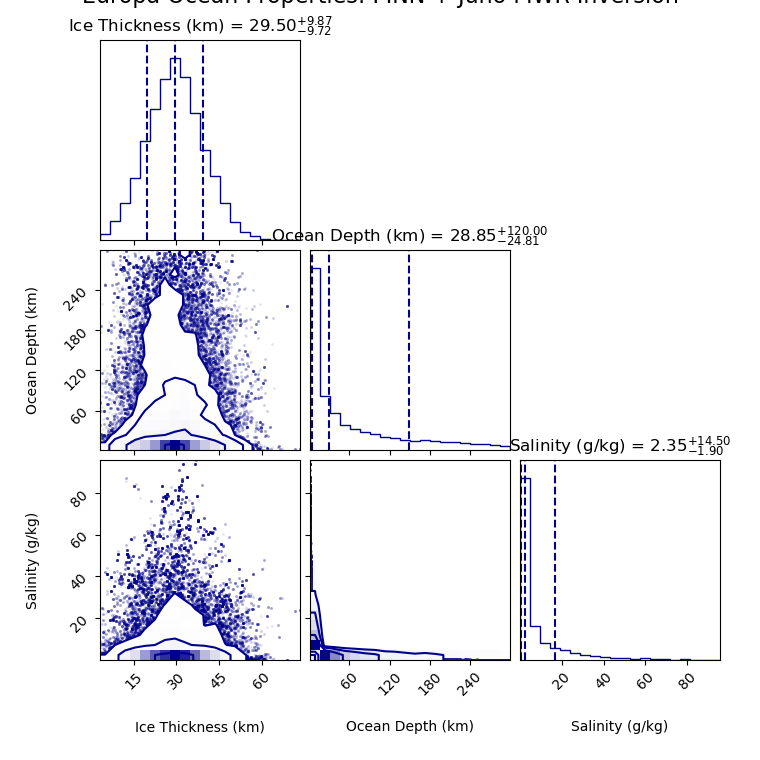 Europa Ocean Properties: PINN + Juno MWR Inversion
Ice Thickness (km) = 29.50+9.87−9.72
Ocean Depth (km) = 28.85+120.00−24.81
Ocean Depth (km)
240
180
120
60
Salinity (g/kg) = 2.35+14.50−1.90
Salinity (g/kg)
80
60
40
20
15 30 45 60
60 120 180 240
20 40 60 80
Ice Thickness (km)
Ocean Depth (km)
Salinity (g/kg)